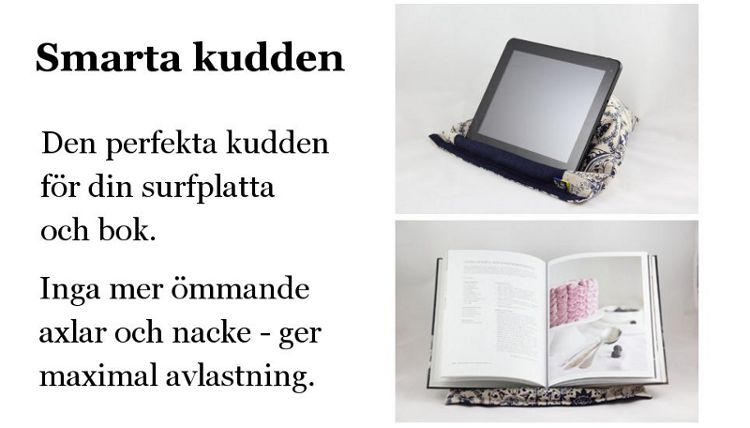 Smarta kudden
Den perfekta kudden
för din surfplatta
och bok.
Inga mer ömmande
axlar och nacke - ger
maximal avlastning.